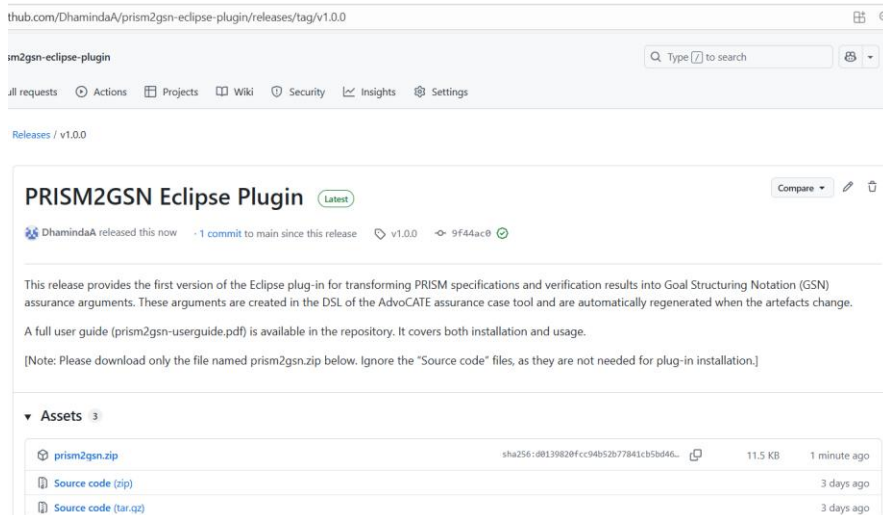 thub.com/DhamindaA/prism2gsn-eclipse-plugin/releases/tag/v1.0.0
sm2gsn-eclipse-plugin
Type / to search
ull requests Actions Projects Wiki Security Insights Settings
Releases / v1.0.0
PRISM2GSN Eclipse Plugin Latest
Compare
DhamindaA released this now · 1 commit to main since this release v1.0.0 9f44ac0
This release provides the first version of the Eclipse plug-in for transforming PRISM specifications and verification results into Goal Structuring Notation (GSN)
assurance arguments. These arguments are created in the DSL of the AdvoCATE assurance case tool and are automatically regenerated when the artefacts change.
A full user guide (prism2gsn-userguide.pdf) is available in the repository. It covers both installation and usage.
[Note: Please download only the file named prism2gsn.zip below. Ignore the "Source code" files, as they are not needed for plug-in installation.]
Assets 3
prism2gsn.zip sha256:d0139820fcc94b52b77841cb5bd46… 11.5 KB 1 minute ago
Source code (zip) 3 days ago
Source code (tar.gz) 3 days ago